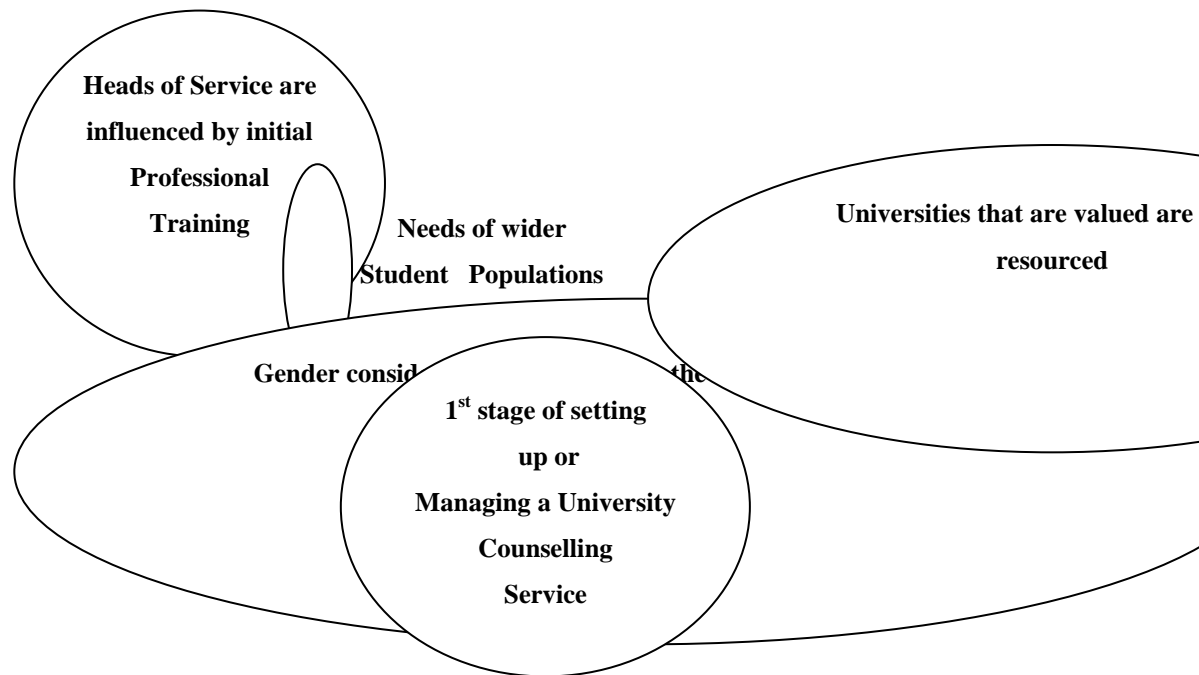 Heads of Service are
influenced by initial
Professional
Training
Needs of wider
Student Populations
Universities that are valued are
resourced
Gender the
1st stage of setting
up or
Managing a University
Counselling
Service